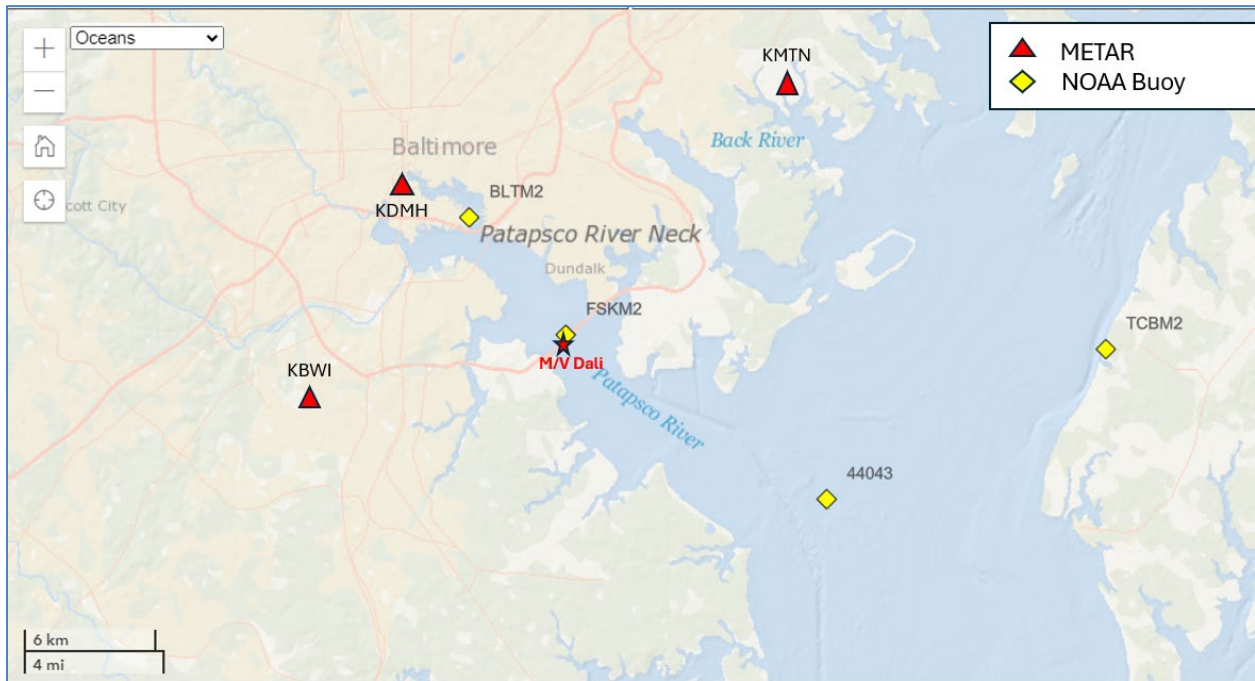 +
−
Oceans
KMTN
METAR
NOAA Buoy
Back River
Baltimore
BLTM2
KDMH
cott City
Patapsco River Neck
Dundalk
FSKM2
M/V Dali
TCBM2
KBWI
Patapsco River
44043
6 km
4 mi